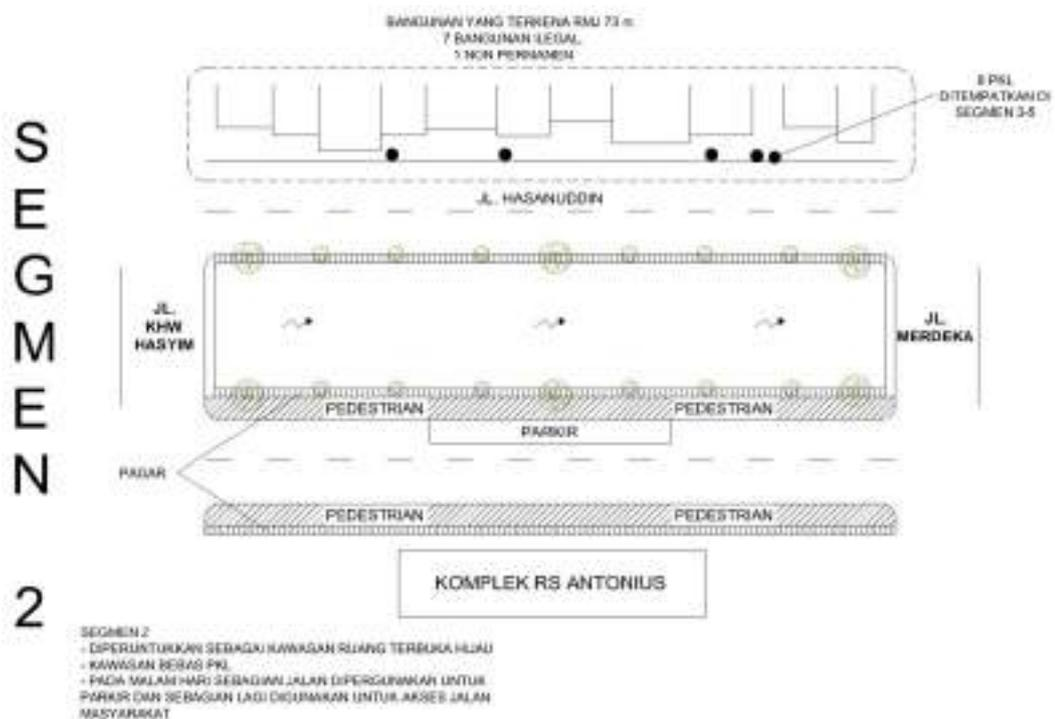 BANGUNAN YANG TERKENA RMJ 73 m
7 BANGUNAN ILEGAL
1 NON PERMANEN
8 PKL
DITEMPATKAN DI
SEGMEN 3-5
JL. HASANUDDIN
JL.
KHW
HASYIM
JL.
MERDEKA
PEDESTRIAN
PEDESTRIAN
PARKIR
PAGAR
PEDESTRIAN
PEDESTRIAN
KOMPLEK RS ANTONIUS
SEGMEN 2
SEGMEN 2
- DIPERUNTUKKAN SEBAGAI KAWASAN RUANG TERBUKA HIJAU
- KAWASAN BEBAS PKL
- PADA MALAM HARI SEBAGIAN JALAN DIPERGUNAKAN UNTUK
PARKIR DAN SEBAGIAN LAGI DIGUNAKAN UNTUK AKSES JALAN
MASYARAKAT